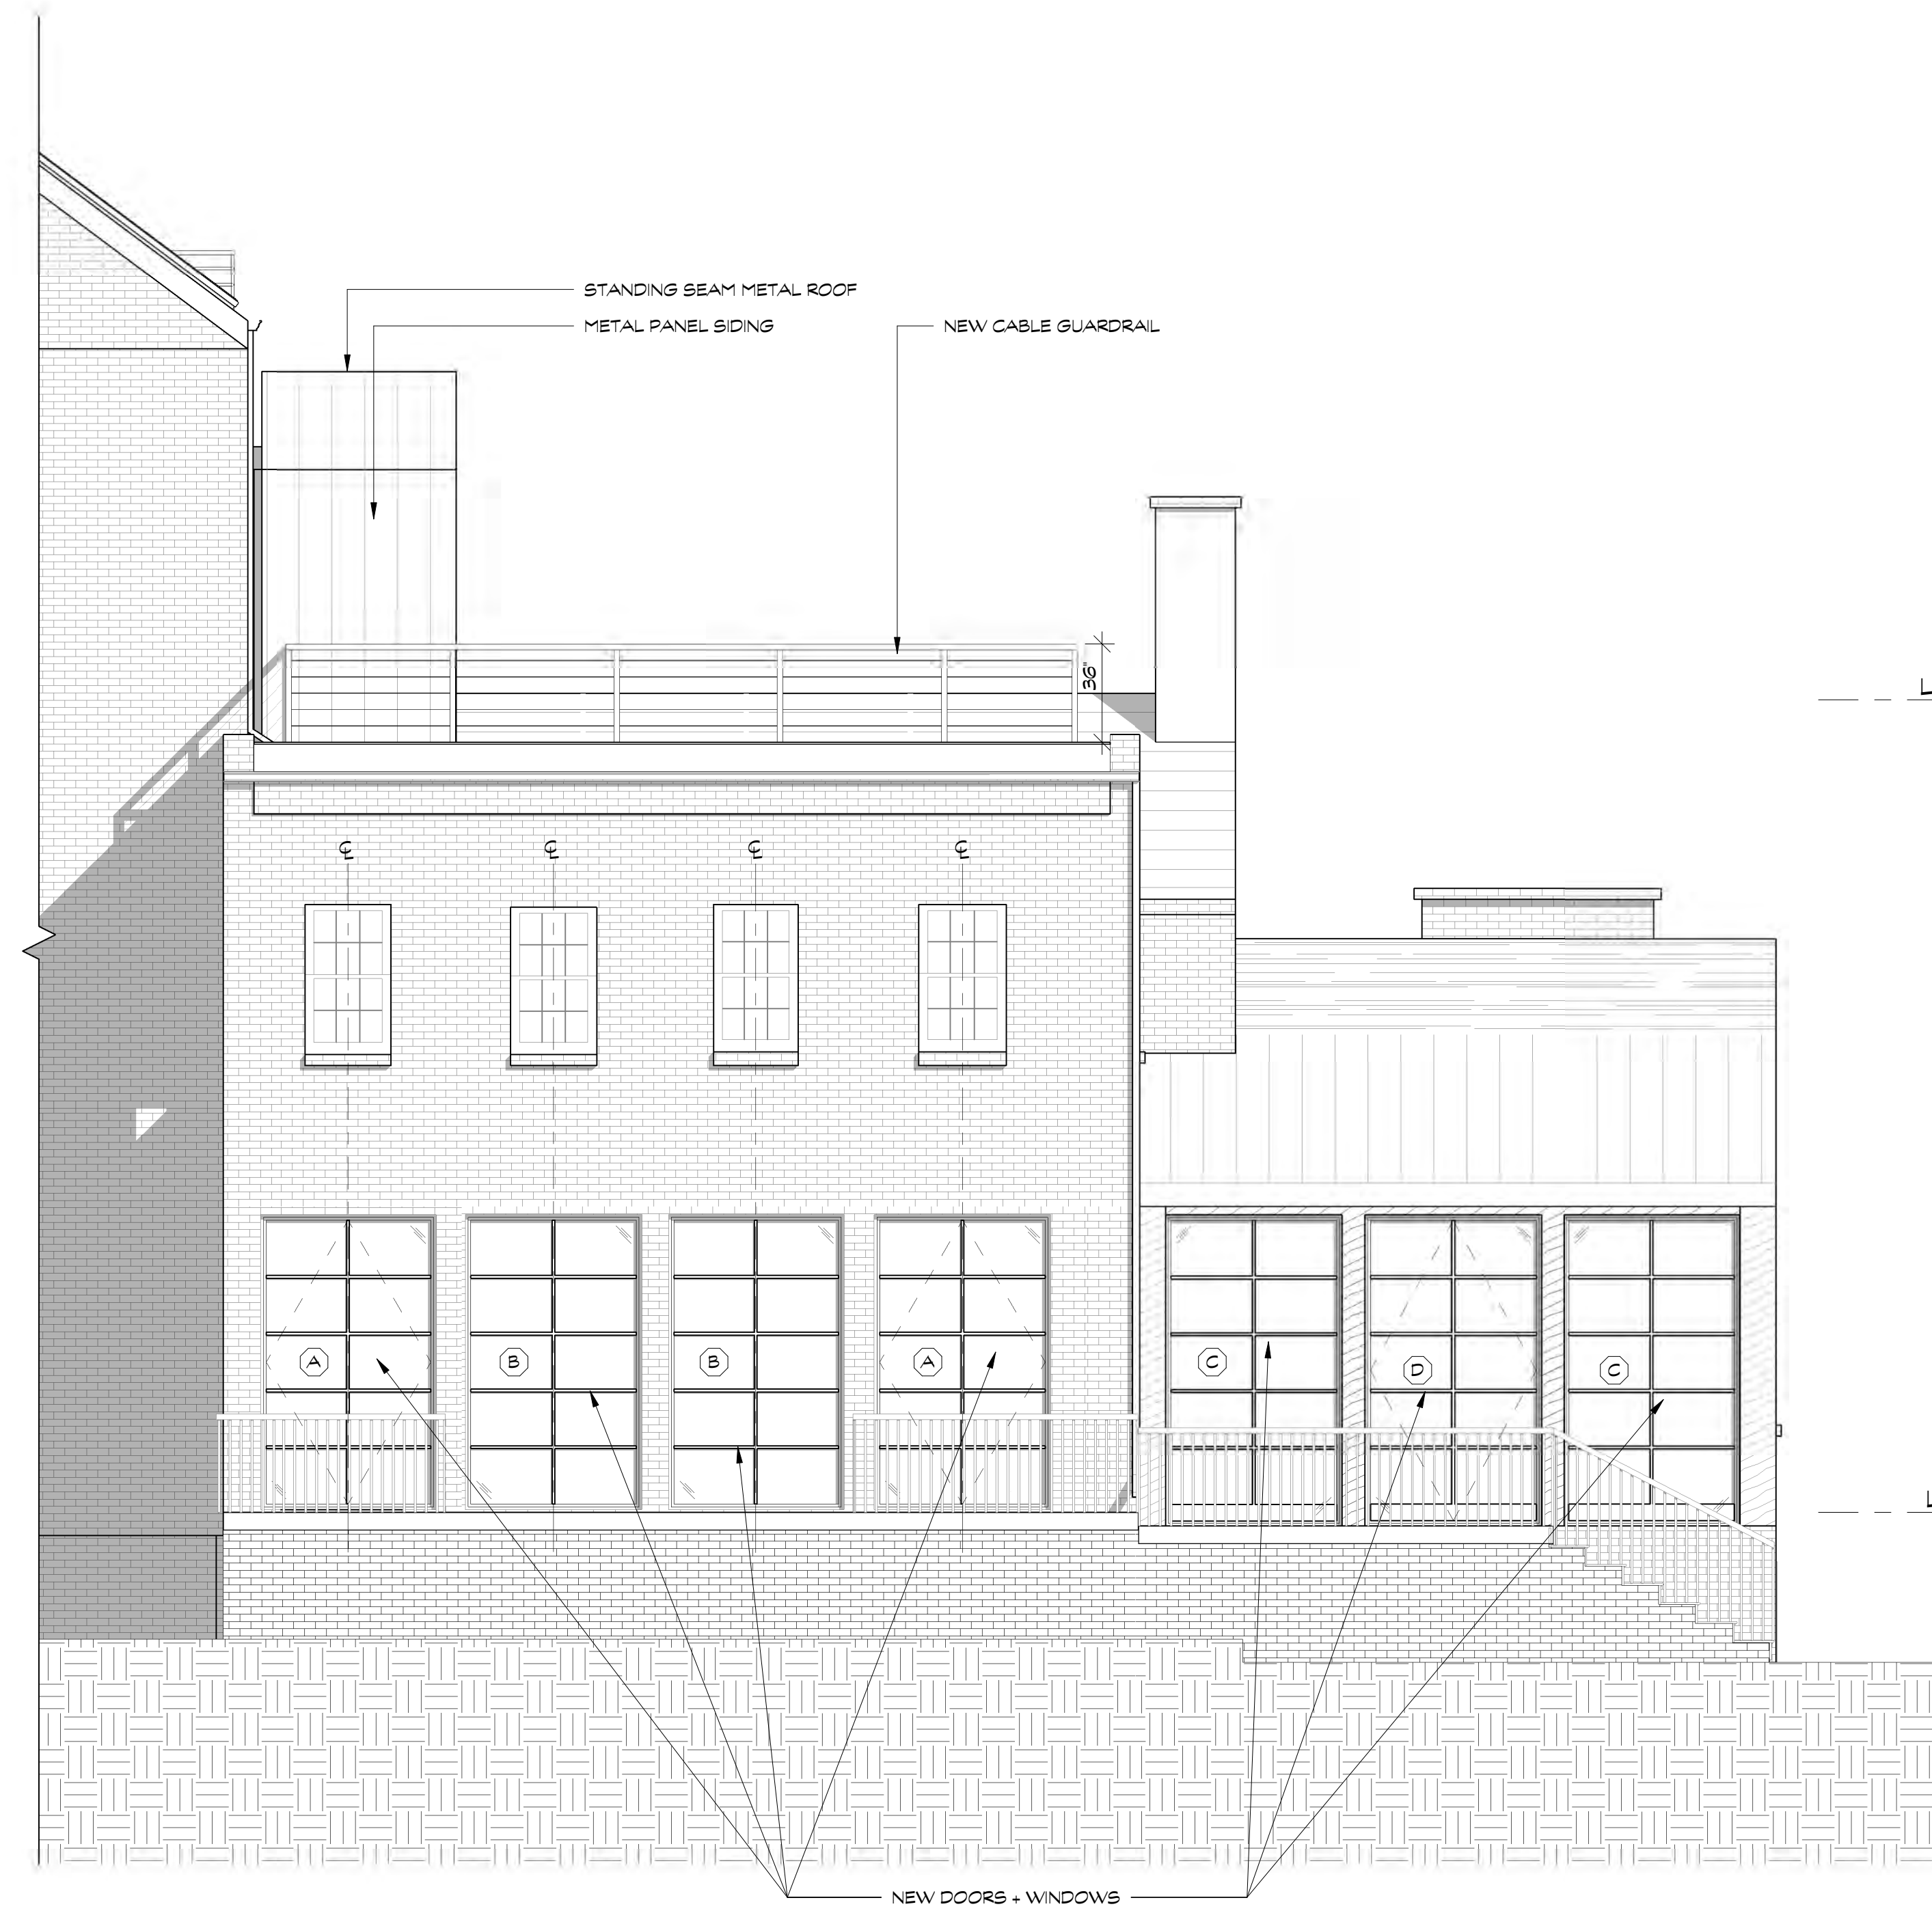 STANDING SEAM METAL ROOF
METAL PANEL SIDING
NEW CABLE GUARDRAIL
36"
℄ ℄ ℄ ℄
A B B A C D C
NEW DOORS + WINDOWS